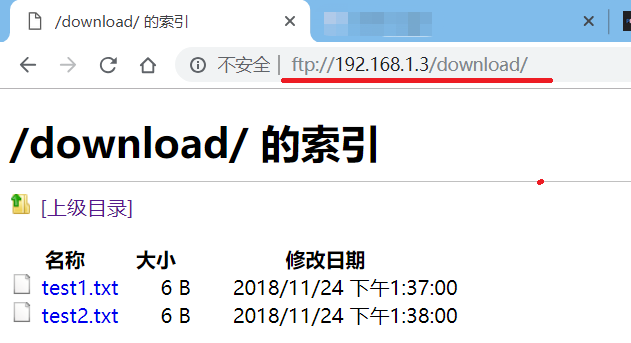 /download/ 的索引
不安全 | ftp://192.168.1.3/download/
/download/ 的索引
[上级目录]
名称 大小 修改日期
test1.txt 6 B 2018/11/24 下午1:37:00
test2.txt 6 B 2018/11/24 下午1:38:00